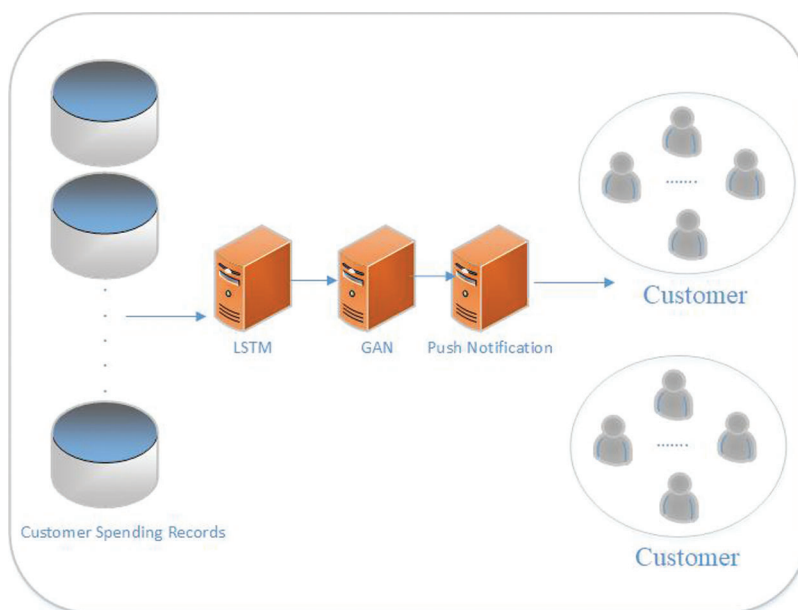 Customer
LSTM
GAN
Push Notification
Customer Spending Records
Customer